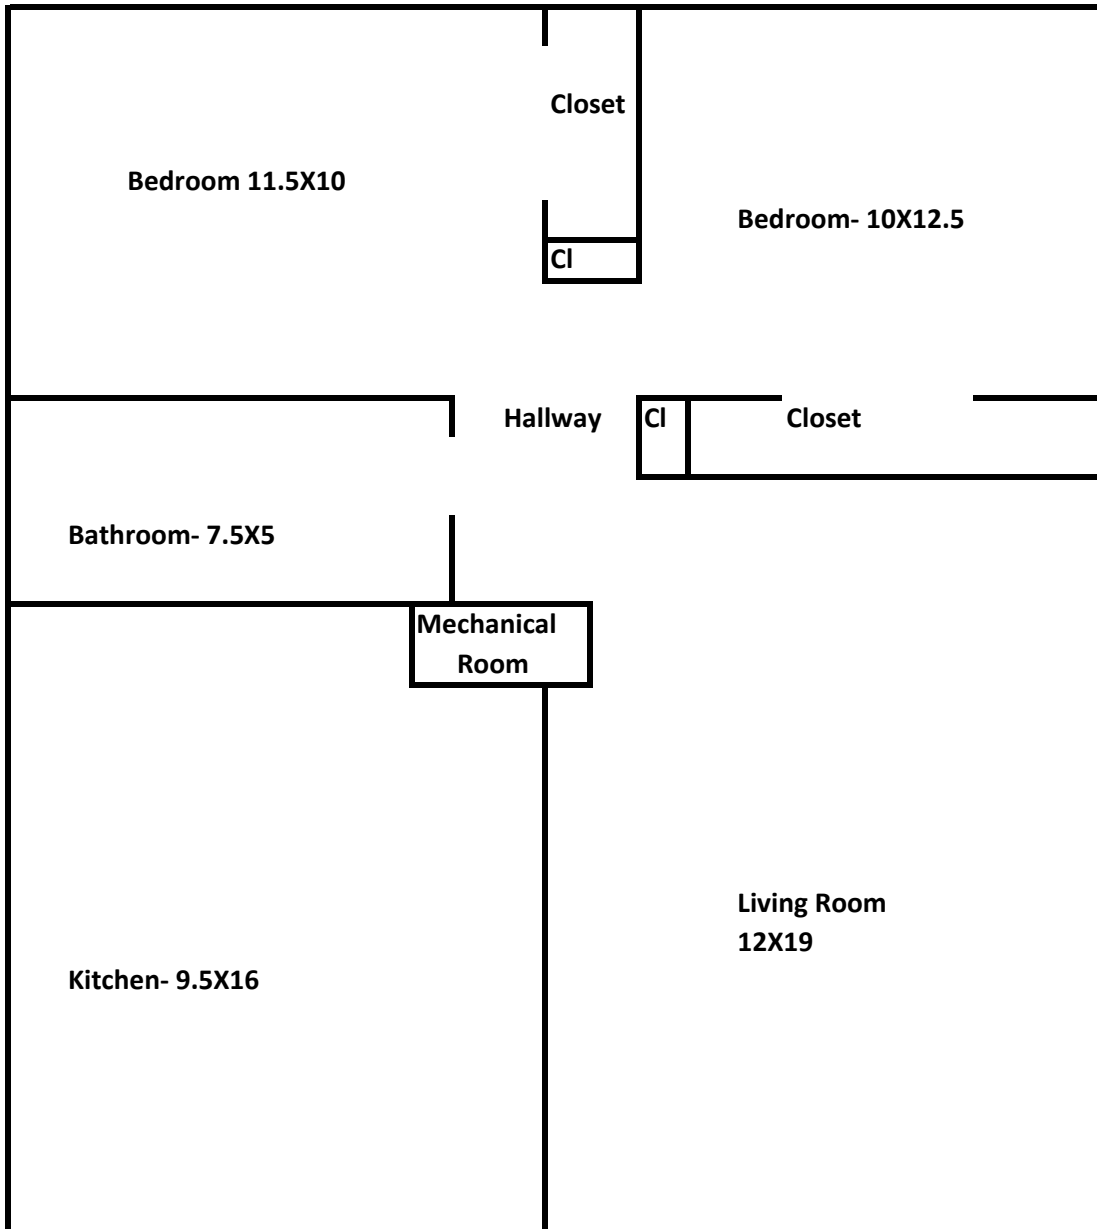 Closet
Bedroom 11.5X10
Bedroom- 10X12.5
Cl
Hallway
Cl
Closet
Bathroom- 7.5X5
Mechanical
Room
Living Room
12X19
Kitchen- 9.5X16